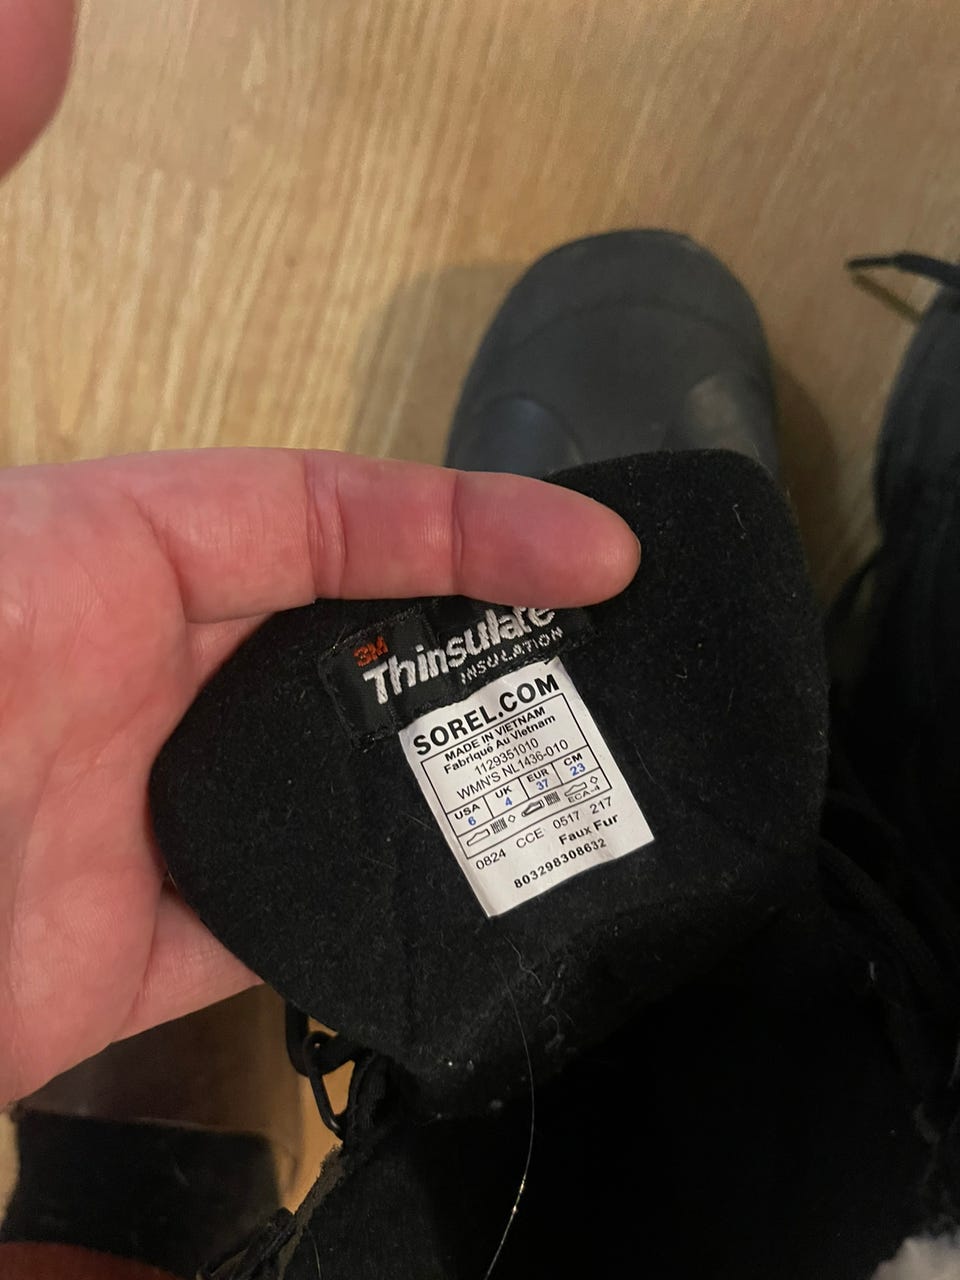 3M
Thinsulate
INSULATION
SOREL.COM
MADE IN VIETNAM
Fabriqué Au Vietnam
1129351010
WMN'S NL1436-010
USA UK EUR CM
6 4 37 23
ECA-4
0824 CCE 0517 217
Faux Fur
803298308632